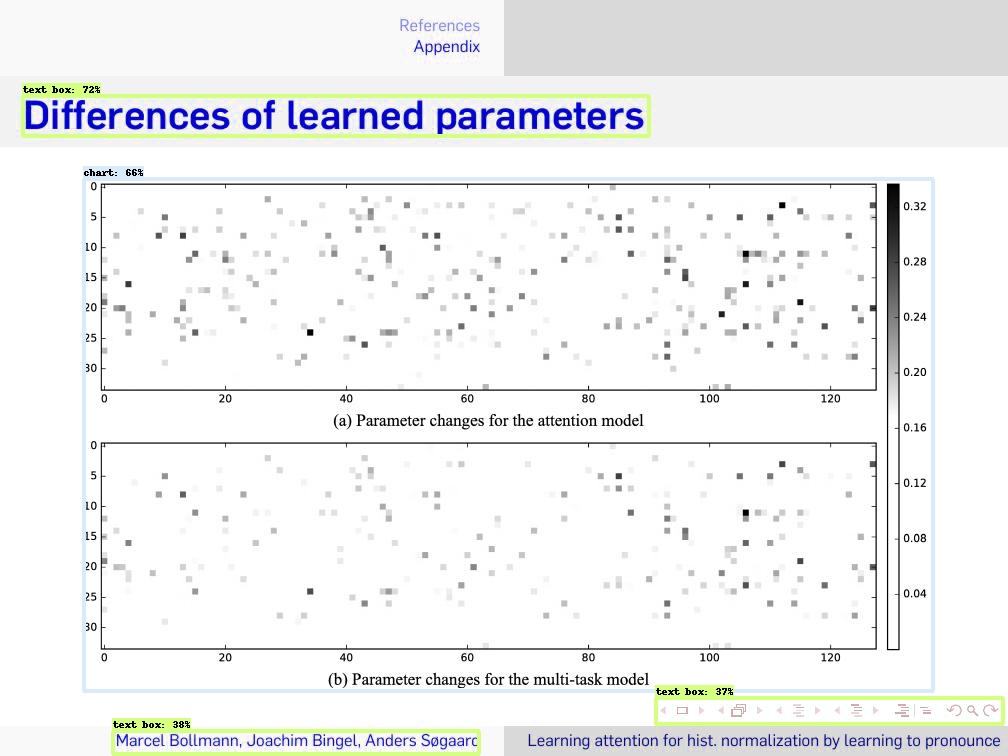 References
Appendix
text box: 72%
Differences of learned parameters
chart: 66%
0
5
10
15
20
25
30
0 20 40 60 80 100 120
(a) Parameter changes for the attention model
0
5
10
15
20
25
30
0 20 40 60 80 100 120
(b) Parameter changes for the multi-task model
0.32
0.28
0.24
0.20
0.16
0.12
0.08
0.04
text box: 37%
text box: 38%
Marcel Bollmann, Joachim Bingel, Anders Søgaard
Learning attention for hist. normalization by learning to pronounce